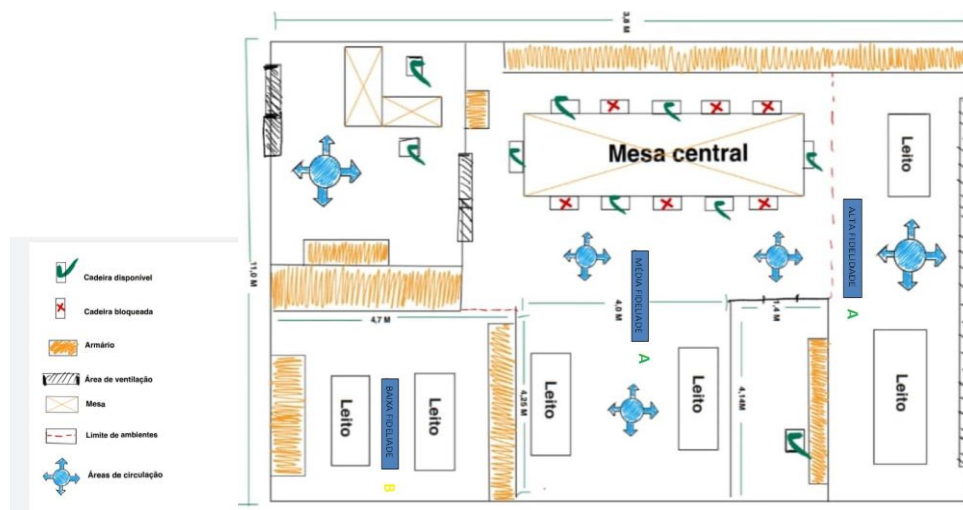 3,8 M
Mesa central
Leito
ALTA FIDELIDADE
A
MÉDIA FIDELIADE
A
11,0 M
4,7 M
4,0 M
1,4 M
4,25 M
4,14M
Leito
BAIXA FIDELIADE
B
Leito
Leito
Leito
Leito
Cadeira disponível
Cadeira bloqueada
Armário
Área de ventilação
Mesa
Limite de ambientes
Áreas de circulação